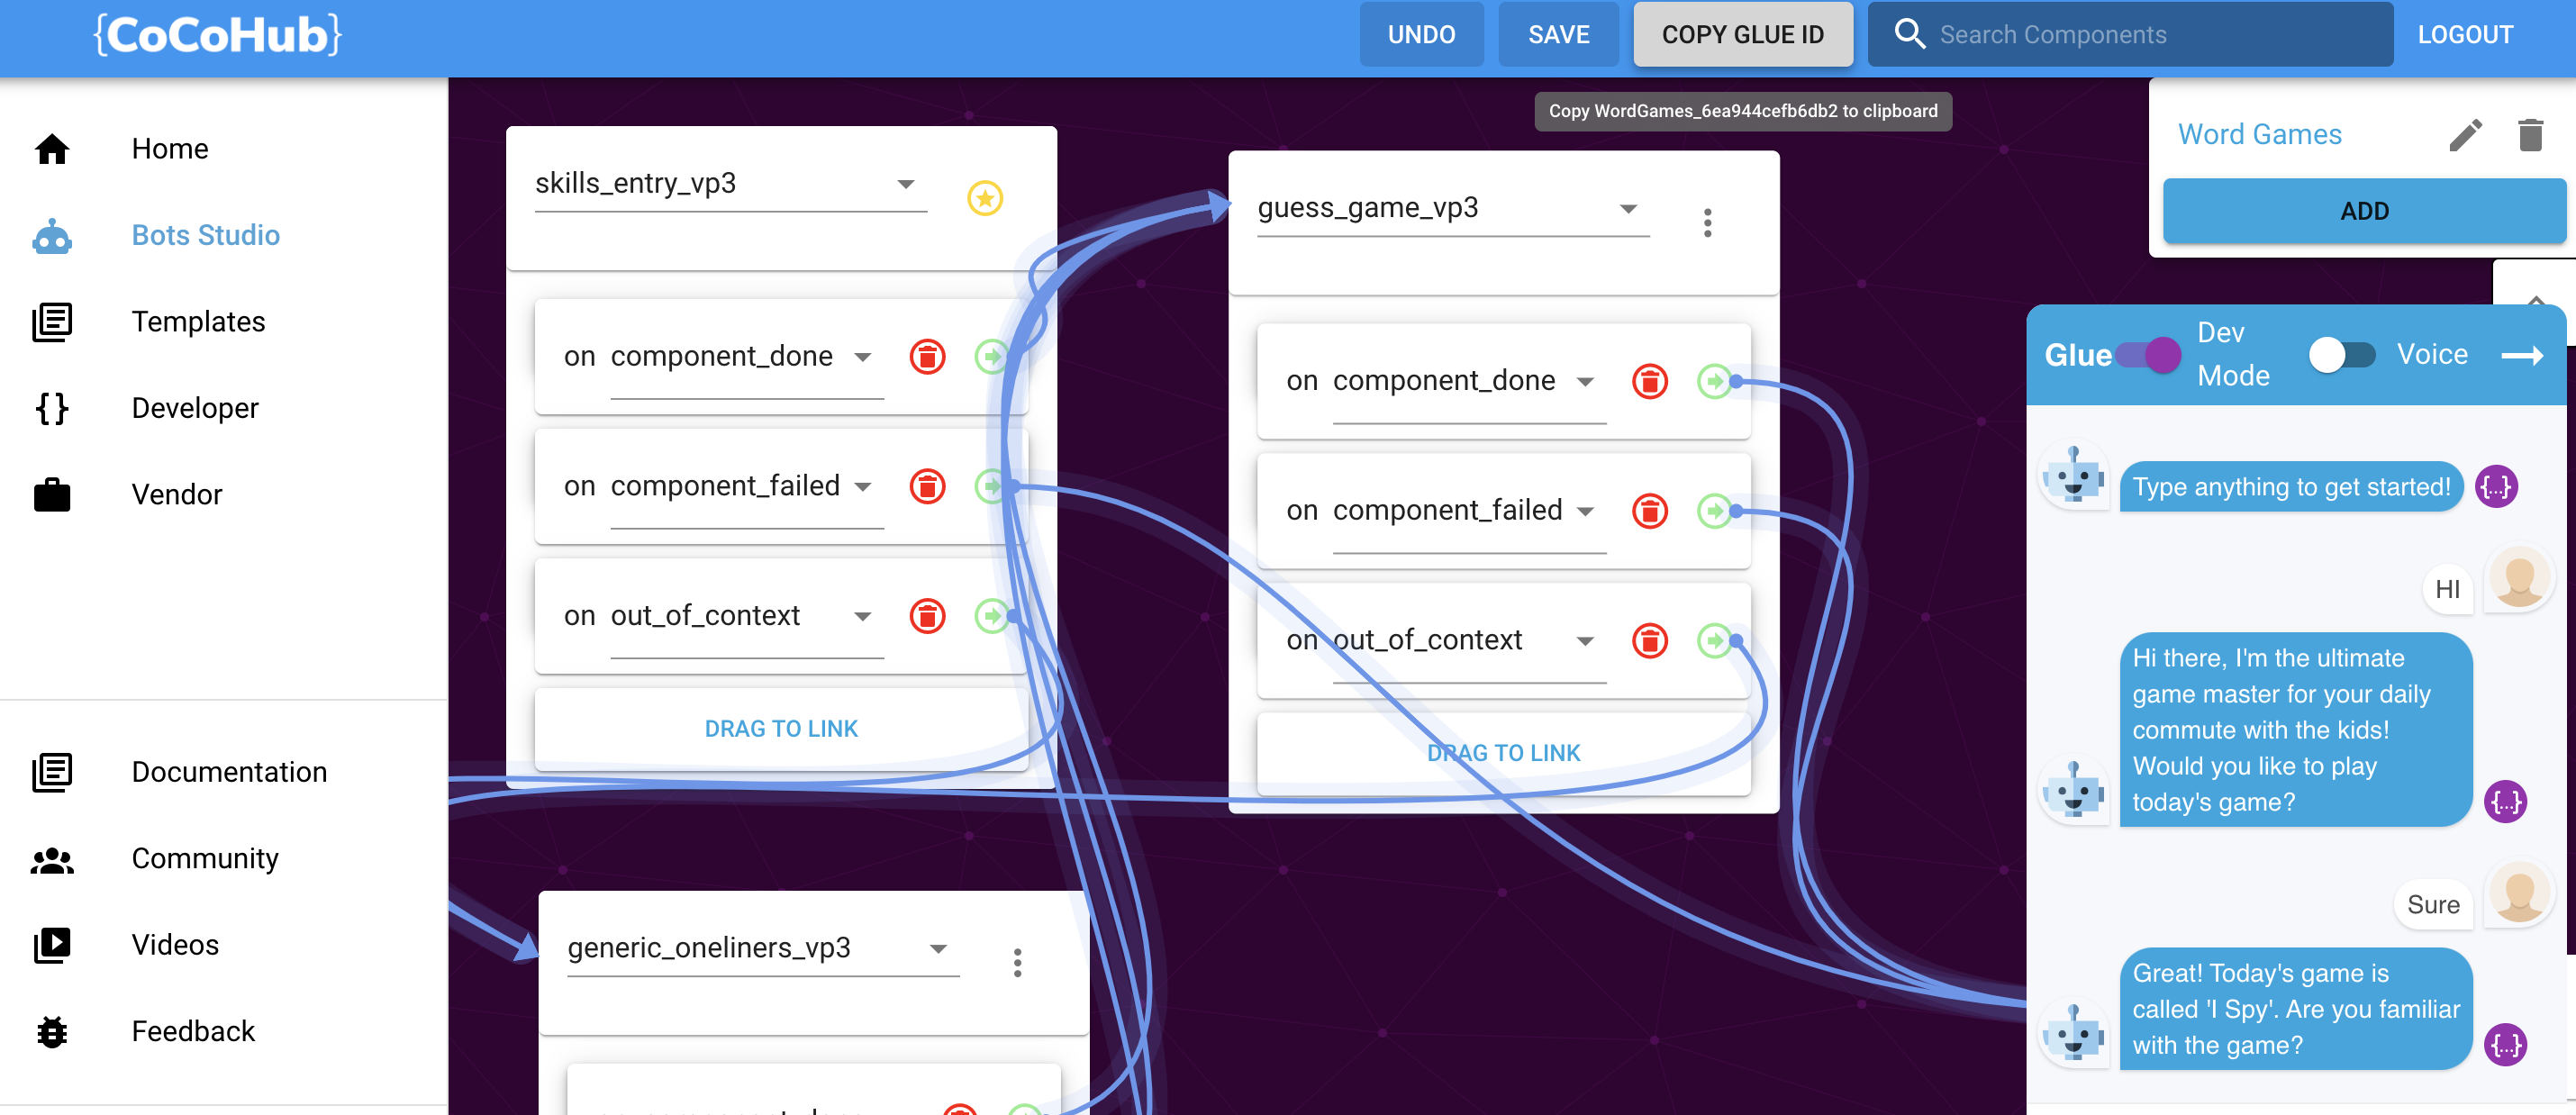 {CoCoHub}
UNDO
SAVE
COPY GLUE ID
Search Components
LOGOUT
Copy WordGames_6ea944cefb6db2 to clipboard
Home
Bots Studio
Templates
Developer
Vendor
Documentation
Community
Videos
Feedback
skills_entry_vp3
on component_done
on component_failed
on out_of_context
DRAG TO LINK
guess_game_vp3
on component_done
on component_failed
on out_of_context
DRAG TO LINK
generic_oneliners_vp3
Word Games
ADD
Glue
Dev
Mode
Voice
Type anything to get started!
{...}
HI
Hi there, I'm the ultimate
game master for your daily
commute with the kids!
Would you like to play
today's game?
{...}
Sure
Great! Today's game is
called 'I Spy'. Are you familiar
with the game?
{...}